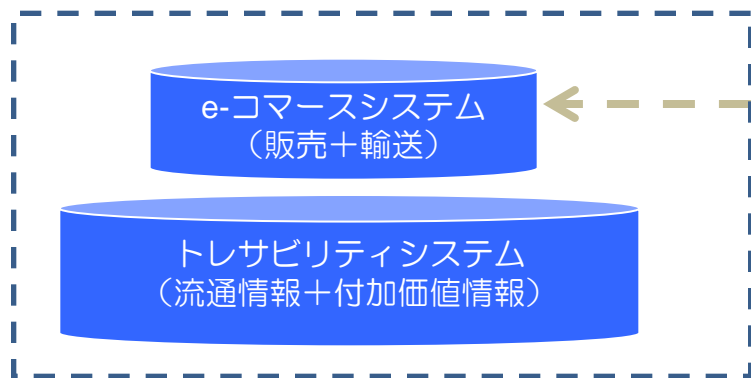 e-コマースシステム
（販売＋輸送）
トレサビリティシステム
（流通情報＋付加価値情報）